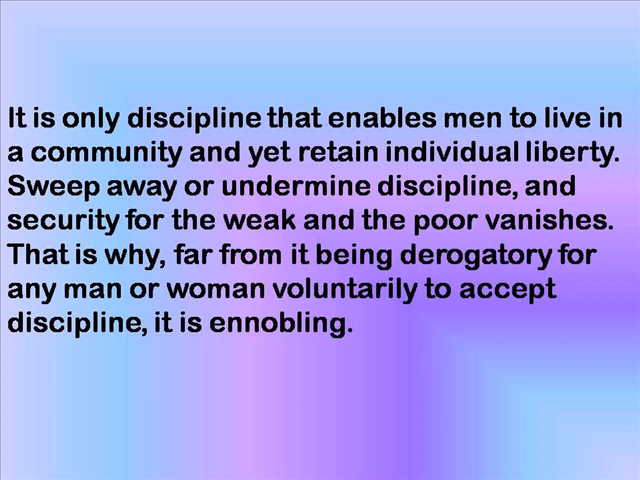 It is only discipline that enables men to live in
a community and yet retain individual liberty.
Sweep away or undermine discipline, and
security for the weak and the poor vanishes.
That is why, far from it being derogatory for
any man or woman voluntarily to accept
discipline, it is ennobling.